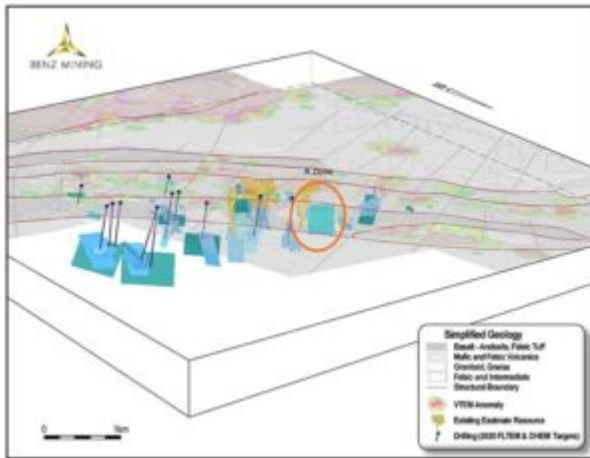 BENZ MINING
Zone
Simplified Geology
Basalt - Andesite, Felsic Tuff
Mafic and Felsic Volcanics
Granitoid, Gneiss
Felsic and Intermediate
Structural Boundary
VTEM Anomaly
Existing Eastmain Resource
Drilling (2020 FLTEM & DHEM Targets)
0 1km